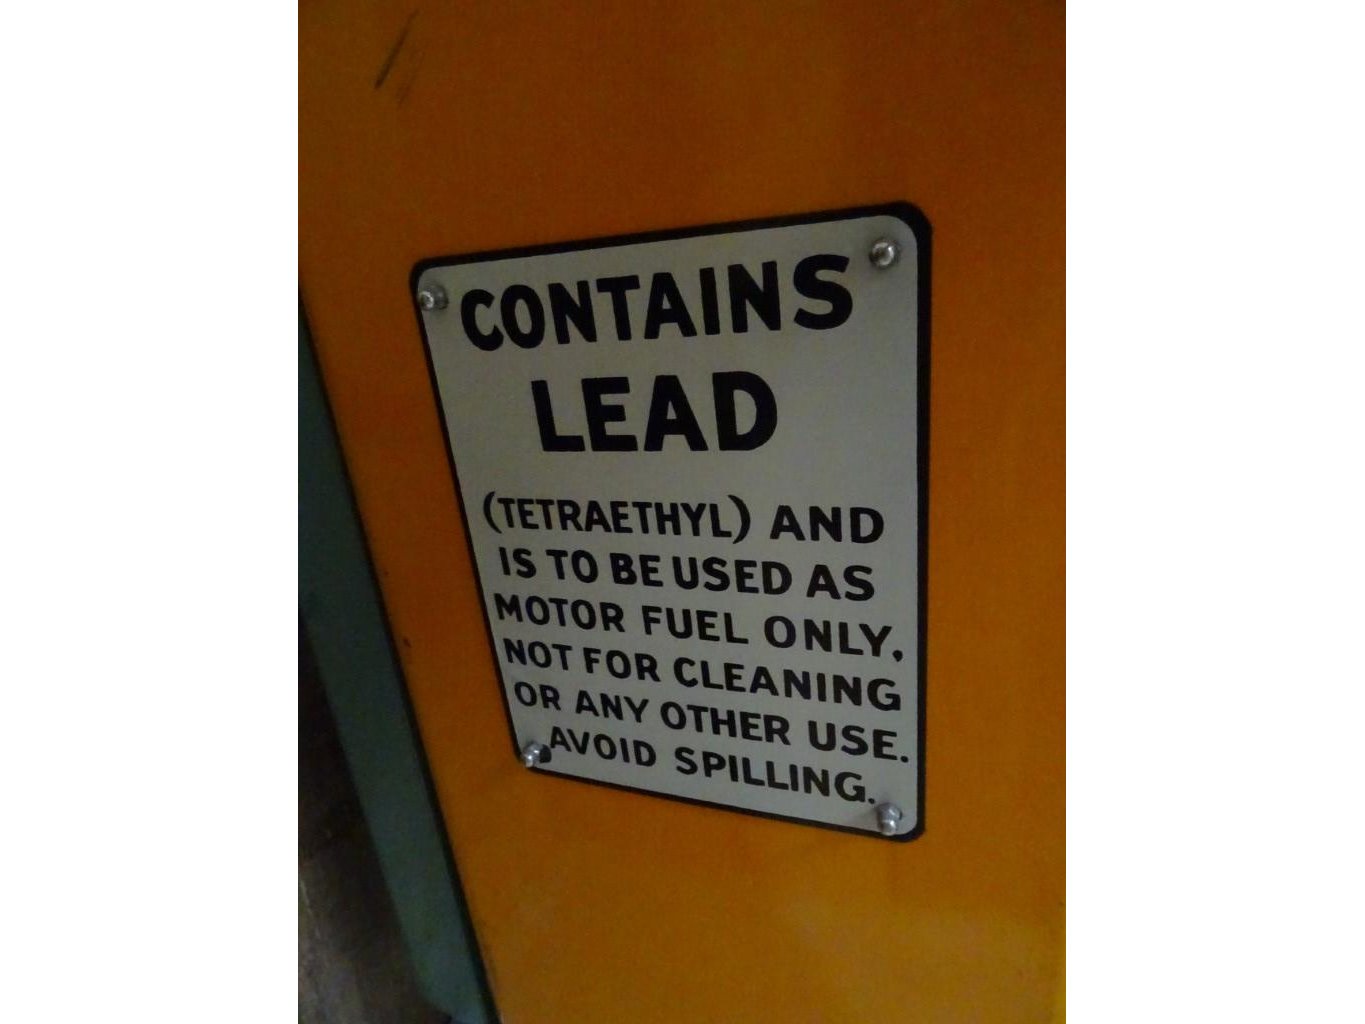 CONTAINS
LEAD
(TETRAETHYL) AND
IS TO BE USED AS
MOTOR FUEL ONLY,
NOT FOR CLEANING
OR ANY OTHER USE.
AVOID SPILLING.